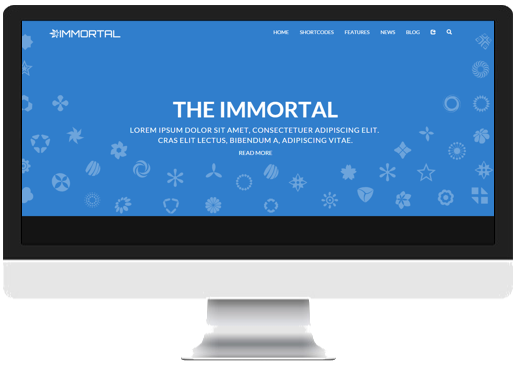 IMMORTAL
HOME SHORTCODES FEATURES NEWS BLOG
THE IMMORTAL
LOREM IPSUM DOLOR SIT AMET, CONSECTETUER ADIPISCING ELIT.
CRAS ELIT LECTUS, BIBENDUM A, ADIPISCING VITAE.
READ MORE